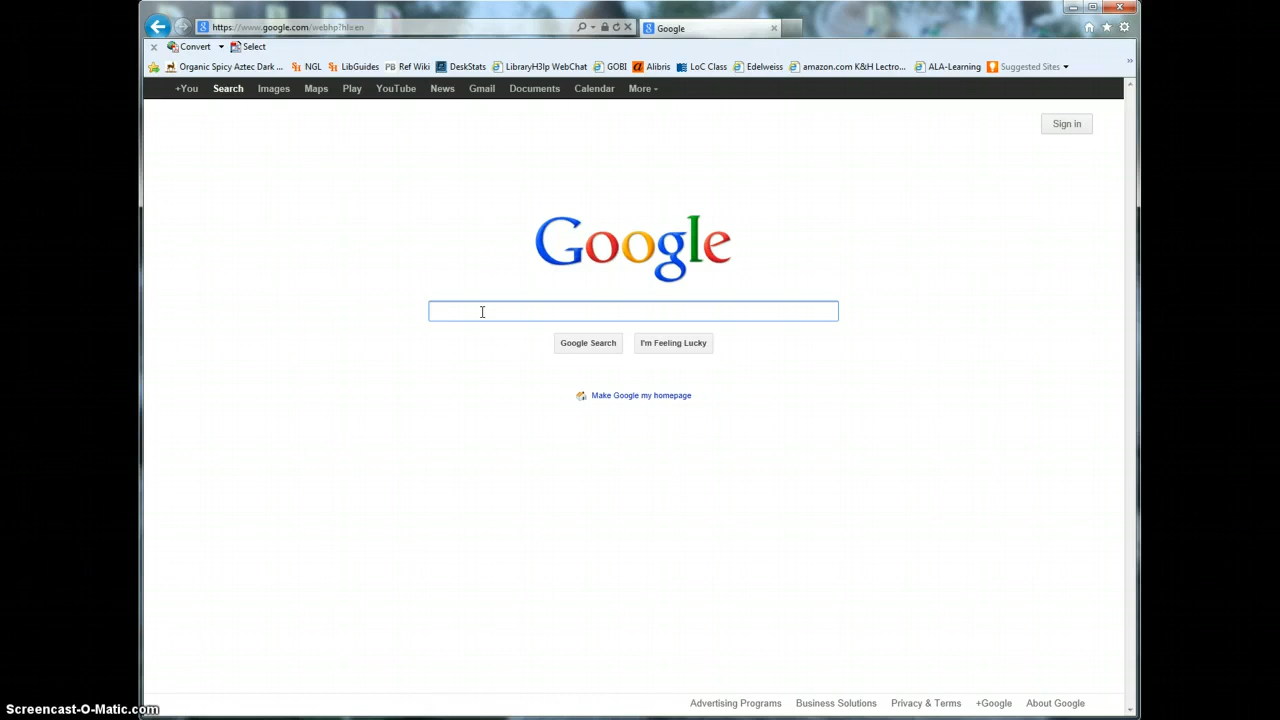 https://www.google.com/webhp?hl=en
Google
Convert Select
Organic Spicy Aztec Dark ... NGL LibGuides Ref Wiki DeskStats LibraryH3lp WebChat GOBI Alibris LoC Class Edelweiss amazon.com K&H Lectro... ALA-Learning Suggested Sites
+You Search Images Maps Play YouTube News Gmail Documents Calendar More
Sign in
Google
Google Search I'm Feeling Lucky
Make Google my homepage
Advertising Programs Business Solutions Privacy & Terms +Google About Google
Screencast-O-Matic.com